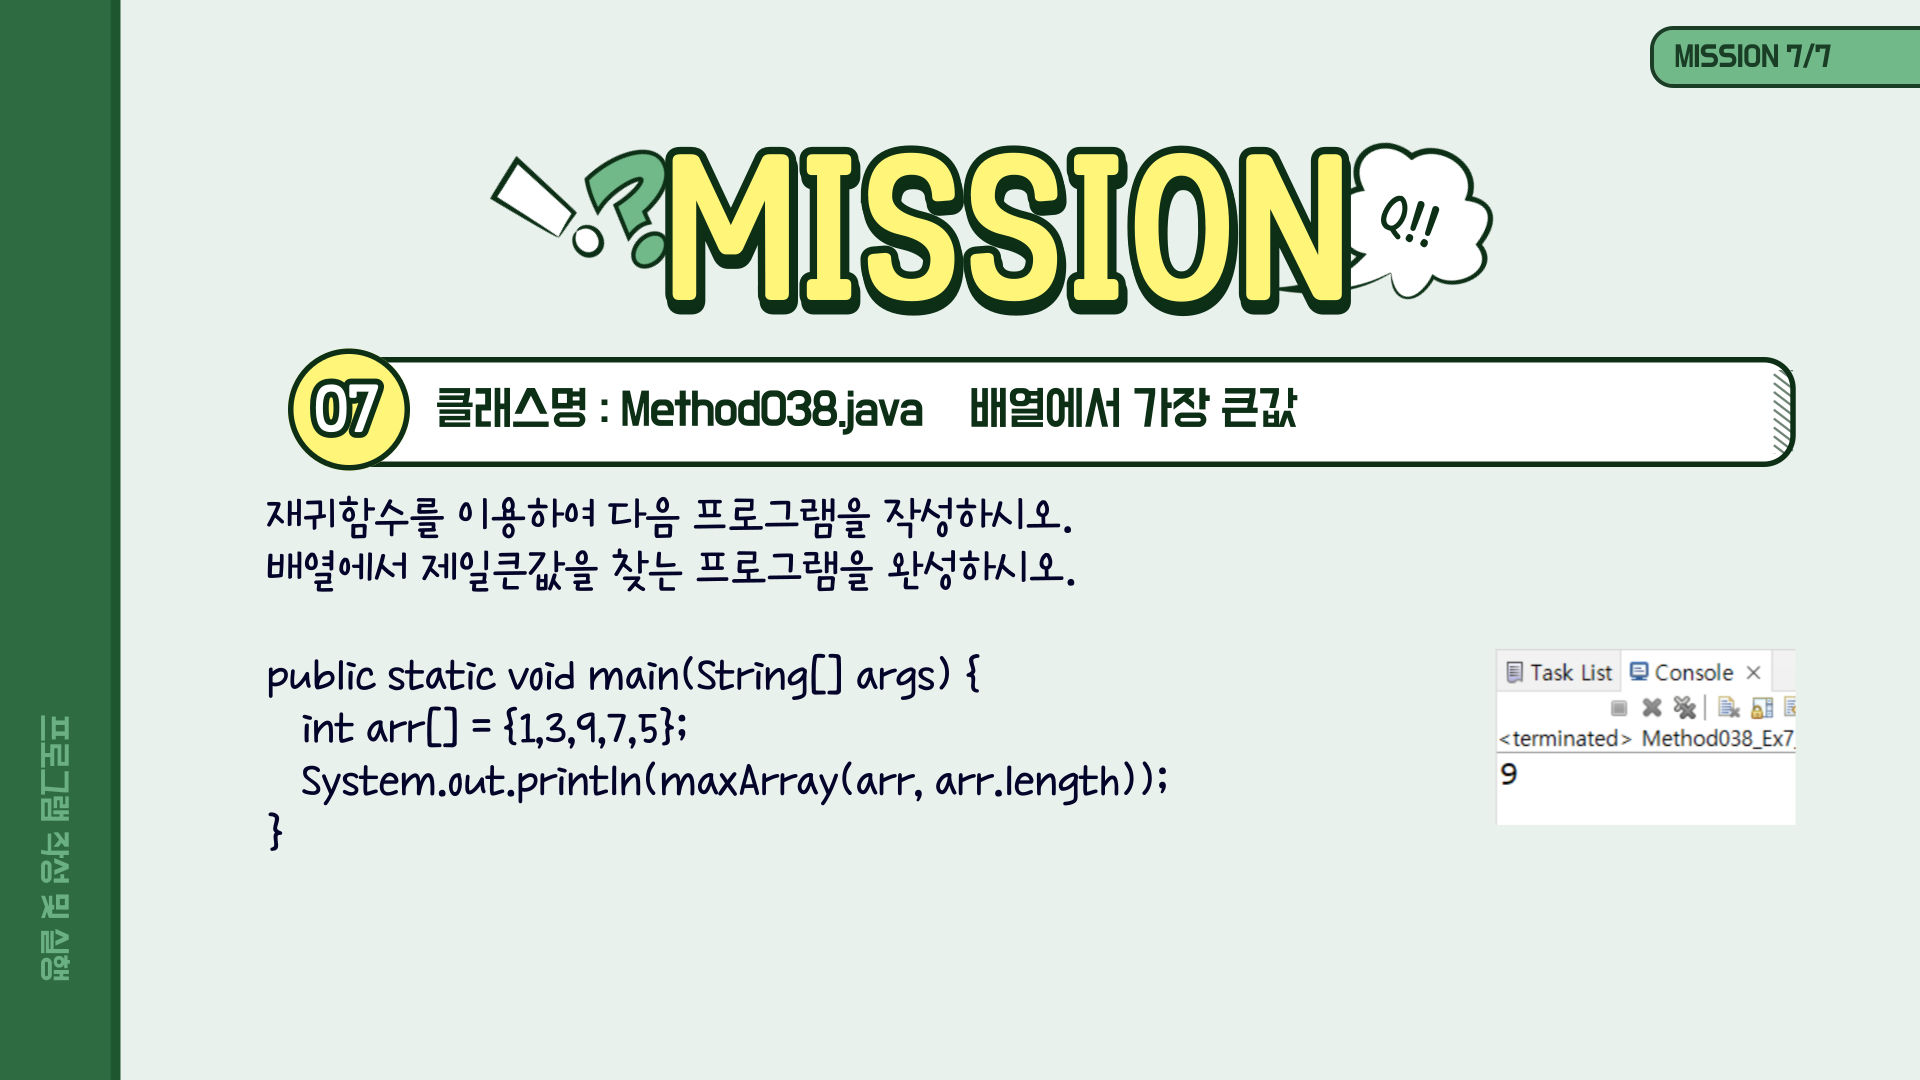 MISSION 7/7
!?
MISSION
Q!!
07
클래스명 : Method038.java 배열에서 가장 큰값
재귀함수를 이용하여 다음 프로그램을 작성하시오.
배열에서 제일큰값을 찾는 프로그램을 완성하시오.
public static void main(String[] args) {
int arr[] = {1,3,9,7,5};
System.out.println(maxArray(arr, arr.length));
}
Task List Console
<terminated> Method038_Ex7
9
프로그램 작성 및 실행